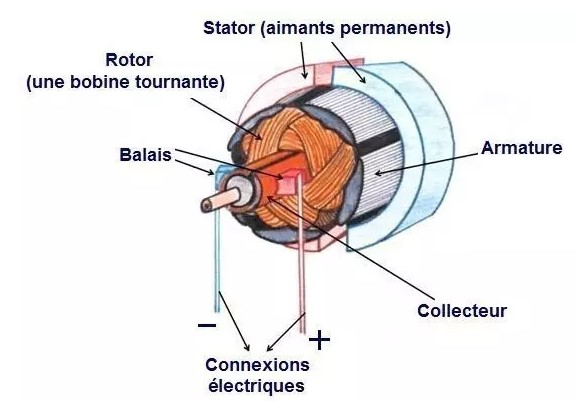 Stator (aimants permanents)
Rotor
(une bobine tournante)
Balais
Armature
Collecteur
− +
Connexions
électriques